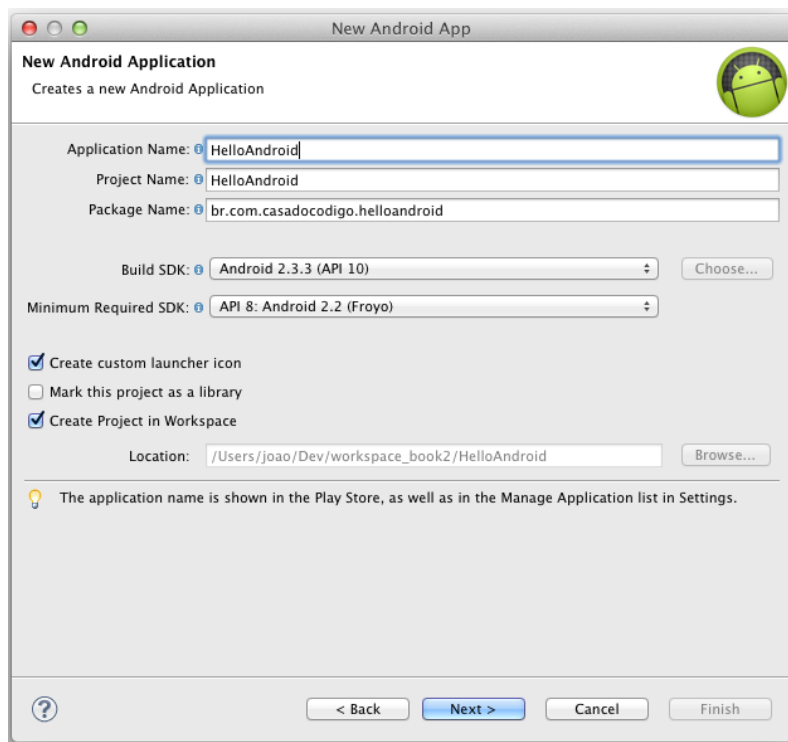 New Android App
New Android Application
Creates a new Android Application
Application Name: HelloAndroid
Project Name: HelloAndroid
Package Name: br.com.casadocodigo.helloandroid
Build SDK: Android 2.3.3 (API 10) Choose...
Minimum Required SDK: API 8: Android 2.2 (Froyo)
Create custom launcher icon
Mark this project as a library
Create Project in Workspace
Location: /Users/joao/Dev/workspace_book2/HelloAndroid Browse...
The application name is shown in the Play Store, as well as in the Manage Application list in Settings.
? < Back Next > Cancel Finish